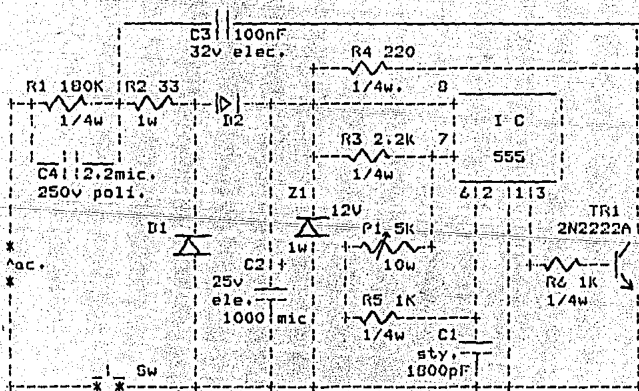 C3 100nF
32v elec.
R4 220
1/4w. 8
R1 180K R2 33
1/4w 1w D2
I C
555
R3 2.2K 7
1/4w
C4 2.2mic.
250v poli.
Z1
12V
1w
6 2 1 3
D1
P1 5K
10w
TR1
2N2222A
^ac.
C2 +
25v
ele.
1000 mic
R6 1K
1/4w
R5 1K
1/4w
C1
sty.
1800pF
Sw